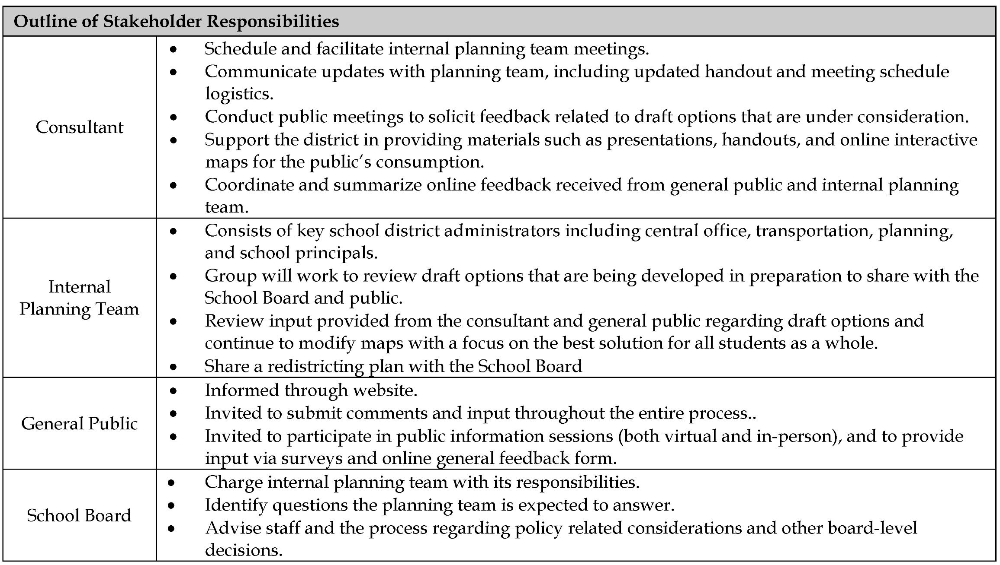 Outline of Stakeholder Responsibilities
Consultant
• Schedule and facilitate internal planning team meetings.
• Communicate updates with planning team, including updated handout and meeting schedule
logistics.
• Conduct public meetings to solicit feedback related to draft options that are under consideration.
• Support the district in providing materials such as presentations, handouts, and online interactive
maps for the public’s consumption.
• Coordinate and summarize online feedback received from general public and internal planning
team.
Internal
Planning Team
• Consists of key school district administrators including central office, transportation, planning,
and school principals.
• Group will work to review draft options that are being developed in preparation to share with the
School Board and public.
• Review input provided from the consultant and general public regarding draft options and
continue to modify maps with a focus on the best solution for all students as a whole.
• Share a redistricting plan with the School Board
General Public
• Informed through website.
• Invited to submit comments and input throughout the entire process..
• Invited to participate in public information sessions (both virtual and in-person), and to provide
input via surveys and online general feedback form.
School Board
• Charge internal planning team with its responsibilities.
• Identify questions the planning team is expected to answer.
• Advise staff and the process regarding policy related considerations and other board-level
decisions.